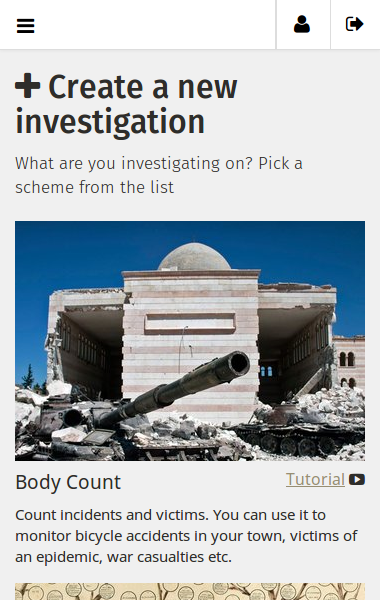 Create a new
investigation
What are you investigating on? Pick a
scheme from the list
Body Count
Tutorial
Count incidents and victims. You can use it to
monitor bicycle accidents in your town, victims of
an epidemic, war casualties etc.